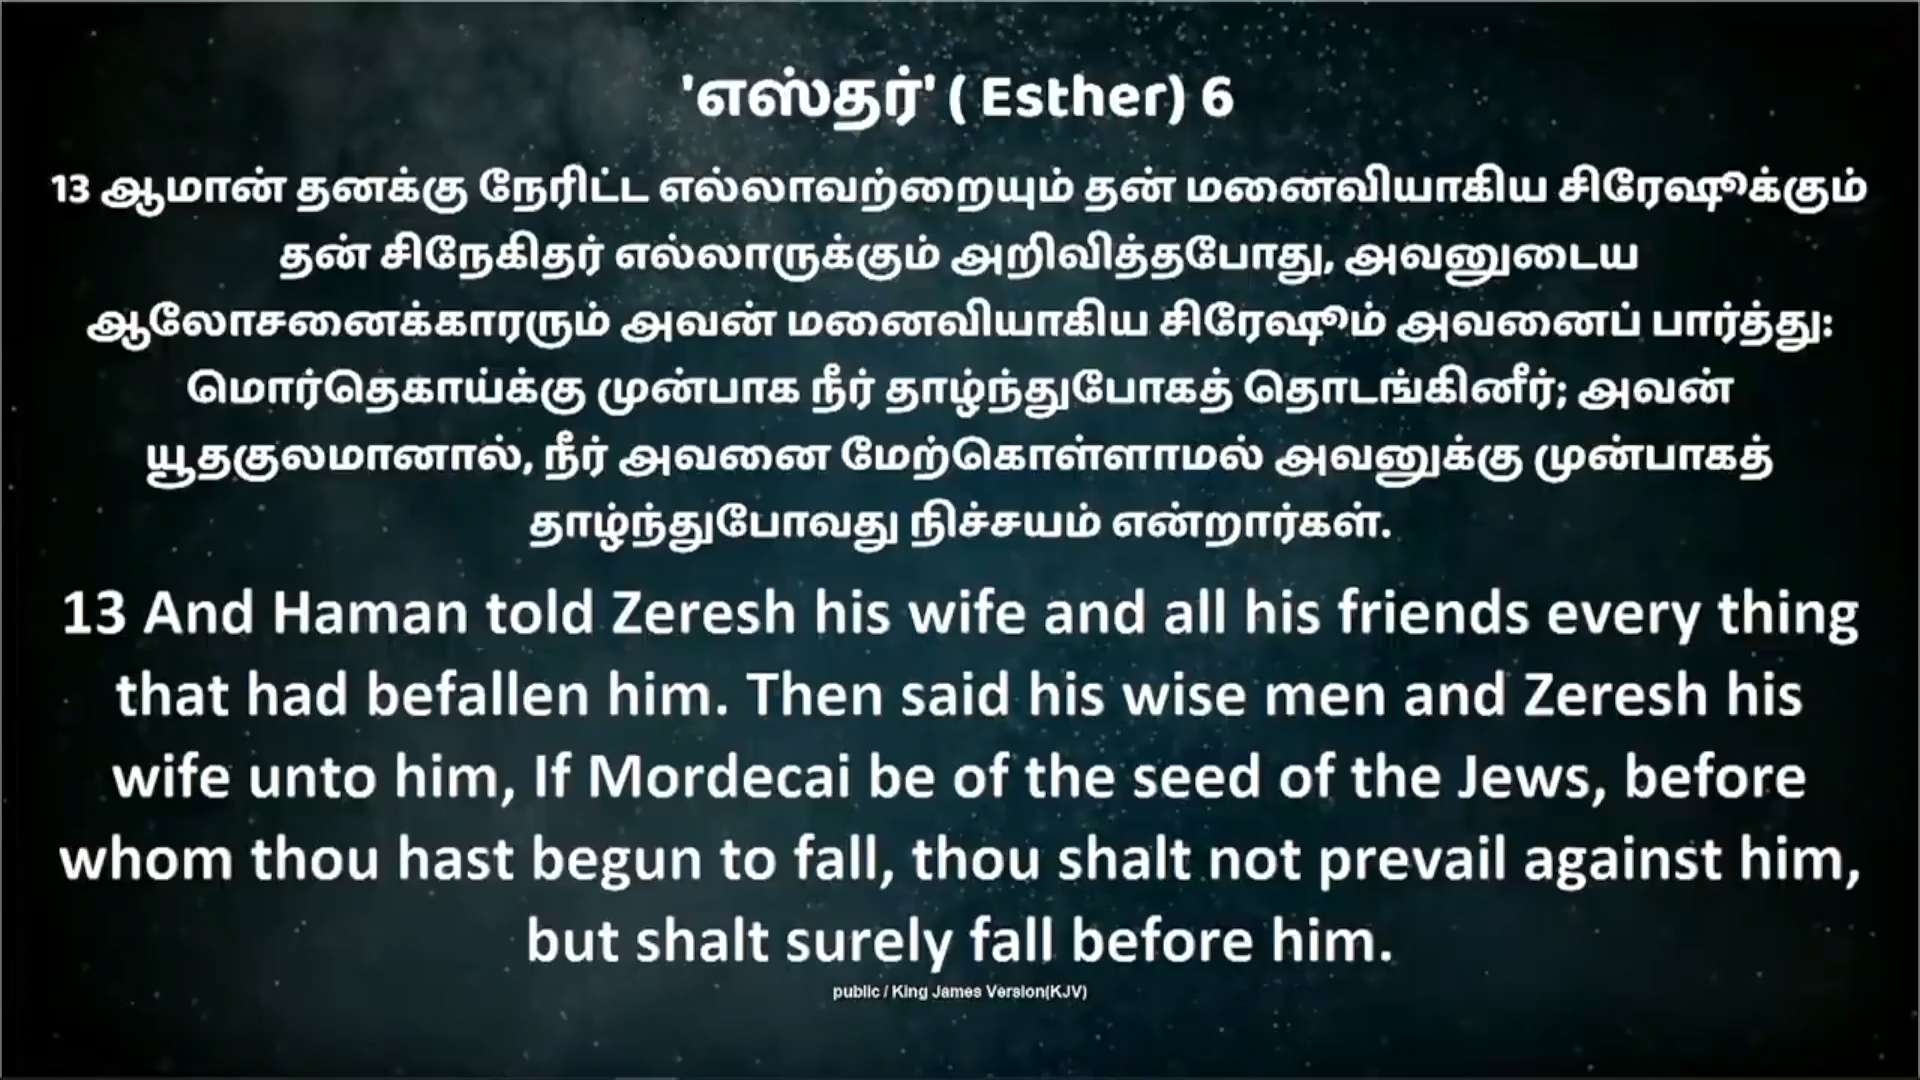 'எஸ்தர்' ( Esther) 6
13 ஆமான் தனக்கு நேரிட்ட எல்லாவற்றையும் தன் மனைவியாகிய சிரேஷூக்கும்
தன் சிநேகிதர் எல்லாருக்கும் அறிவித்தபோது, அவனுடைய
ஆலோசனைக்காரரும் அவன் மனைவியாகிய சிரேஷூம் அவனைப் பார்த்து:
மொர்தெகாய்க்கு முன்பாக நீர் தாழ்ந்துபோகத் தொடங்கினீர்; அவன்
யூதகுலமானால், நீர் அவனை மேற்கொள்ளாமல் அவனுக்கு முன்பாகத்
தாழ்ந்துபோவது நிச்சயம் என்றார்கள்.
13 And Haman told Zeresh his wife and all his friends every thing
that had befallen him. Then said his wise men and Zeresh his
wife unto him, If Mordecai be of the seed of the Jews, before
whom thou hast begun to fall, thou shalt not prevail against him,
but shalt surely fall before him.
public / King James Version(KJV)